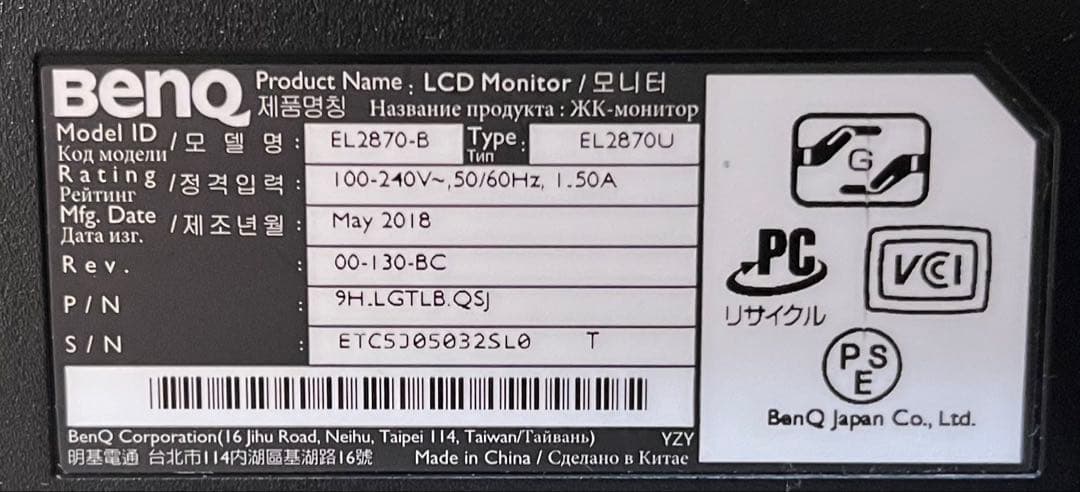 BenQ Product Name : LCD Monitor / 모니터
제품명칭 Название продукта : ЖК-монитор
Model ID / 모 델 명 : EL2870-B Type : EL2870U
Код модели Тип
Rating / 정격입력 : 100-240V~,50/60Hz, 1.50A
Рейтинг
Mfg. Date / 제조년월 : May 2018
Дата изг.
Rev. : 00-130-BC
P/N : 9H.LGTLB.QSJ
S/N : ETC5J05032SL0 T
BenQ Corporation(16 Jihu Road, Neihu, Taipei 114, Taiwan/Тайвань) YZY
明基電通 台北市114內湖區基湖路16號 Made in China / Сделано в Китае
G
PC
リサイクル
VCCI
PSE
BenQ Japan Co., Ltd.